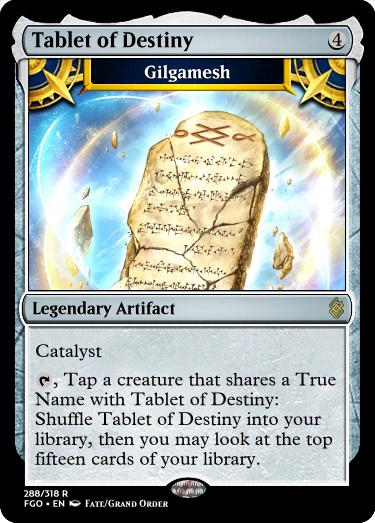 Tablet of Destiny 4
Gilgamesh
Legendary Artifact
Catalyst
, Tap a creature that shares a True
Name with Tablet of Destiny:
Shuffle Tablet of Destiny into your
library, then you may look at the top
fifteen cards of your library.
288/318 R
FGO • EN Fate/Grand Order